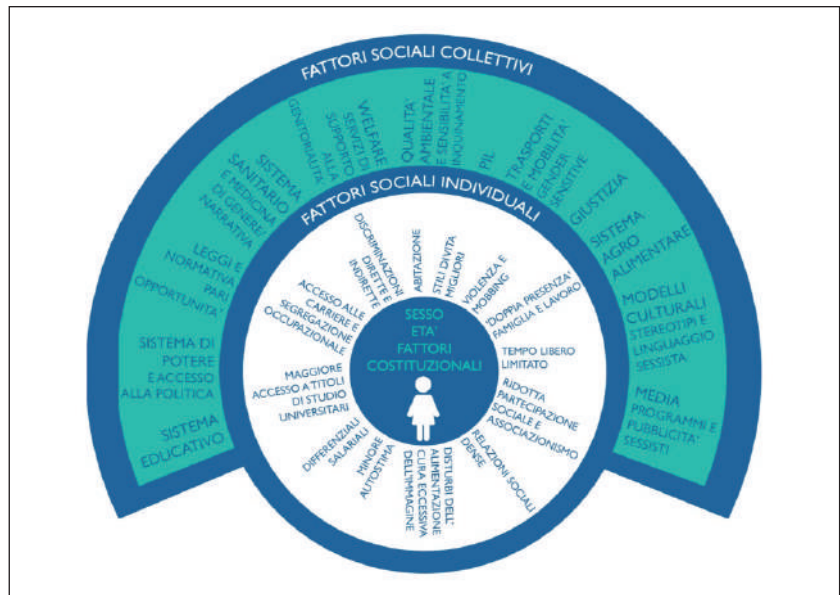 FATTORI SOCIALI COLLETTIVI
SISTEMA
EDUCATIVO
SISTEMA DI
POTERE
E ACCESSO
ALLA POLITICA
LEGGI E
NORMATIVA
PARI
OPPORTUNITA'
SISTEMA
SANITARIO
E MEDICINA
DI GENERE/
NARRATIVA
WELFARE
SERVIZI DI
SUPPORTO
ALLA
GENITORIALITA'
QUALITA'
AMBIENTALE
E SENSIBILITA' A
INQUINAMENTO
PIL
TRASPORTI
E MOBILITA'
GENDER
SENSITIVE
GIUSTIZIA
SISTEMA
AGRO
ALIMENTARE
MODELLI
CULTURALI
STEREOTIPI E
LINGUAGGIO
SESSISTA
MEDIA
PROGRAMMI E
PUBBLICITA'
SESSISTI
FATTORI SOCIALI INDIVIDUALI
MINORE
AUTOSTIMA
DIFFERENZIALI
SALARIALI
MAGGIORE
ACCESSO A TITOLI
DI STUDIO
UNIVERSITARI
ACCESSO ALLE
CARRIERE E
SEGREGAZIONE
OCCUPAZIONALE
DISCRIMINAZIONI
DIRETTE E
INDIRETTE
ABITAZIONE
STILI DIVITA
MIGLIORI
VIOLENZA E
MOBBING
'DOPPIA PRESENZA'
FAMIGLIA E LAVORO
TEMPO LIBERO
LIMITATO
RIDOTTA
PARTECIPAZIONE
SOCIALE E
ASSOCIANISMO
RELAZIONI SOCIALI
DENSE
DISTURBI DELL'
ALIMENTAZIONE
CURA ECCESSIVA
DELL'IMMAGINE
SESSO
ETA'
FATTORI
COSTITUZIONALI